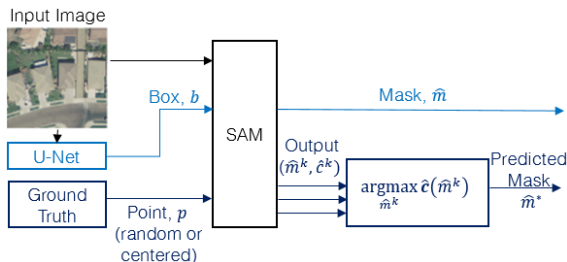 Input Image
Box, b
Mask, m̂
U-Net
SAM
Output
(m̂ᵏ, ĉᵏ)
Predicted
Mask
m̂*
Ground
Truth
argmax ĉ(m̂ᵏ)
m̂ᵏ
Point, p
(random or
centered)